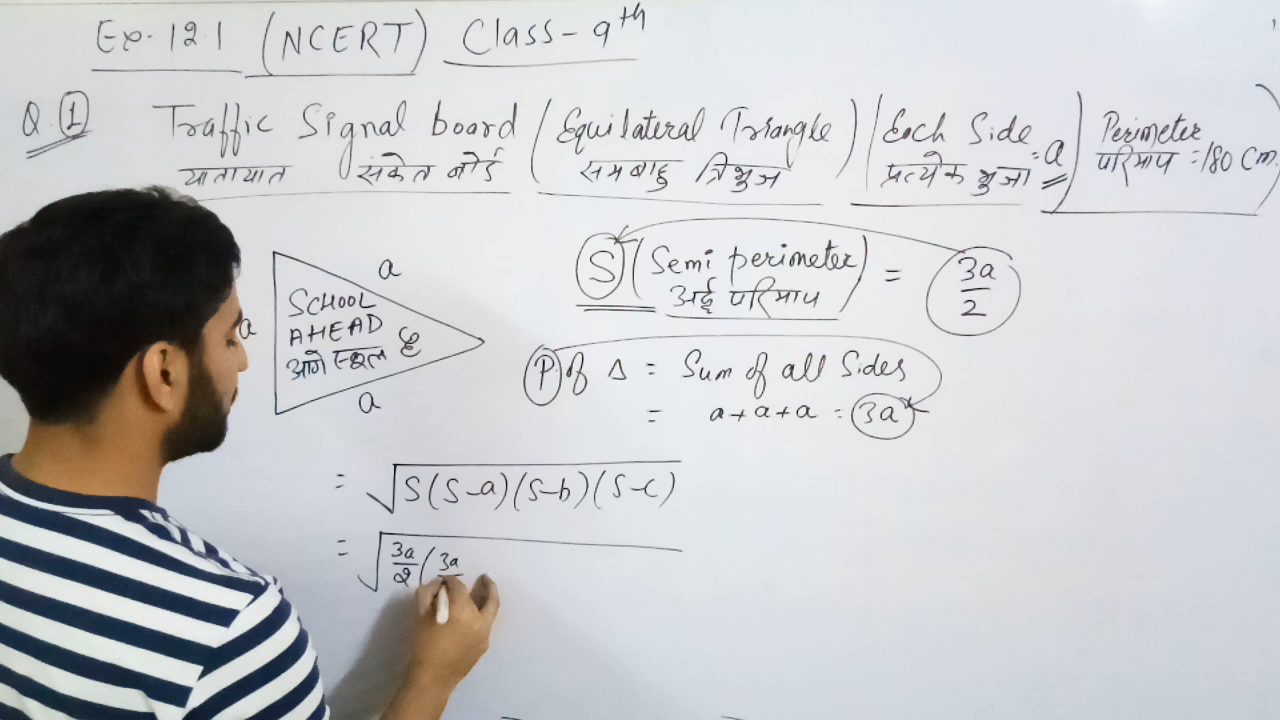 Ex-12.1 (NCERT) Class-9th
Q.① Traffic Signal board (Equilateral Triangle) (Each Side = a) Perimeter = 180 Cm
यातायात संकेत बोर्ड समबाहु त्रिभुज प्रत्येक भुजा परिमाप
a
SCHOOL
a
AHEAD
आगे स्कूल है
a
S (Semi perimeter) = 3a/2
अर्द्ध परिमाप
P of Δ = Sum of all Sides
= a+a+a = 3a
= √S(S-a)(S-b)(S-c)
= √3a/2 (3a